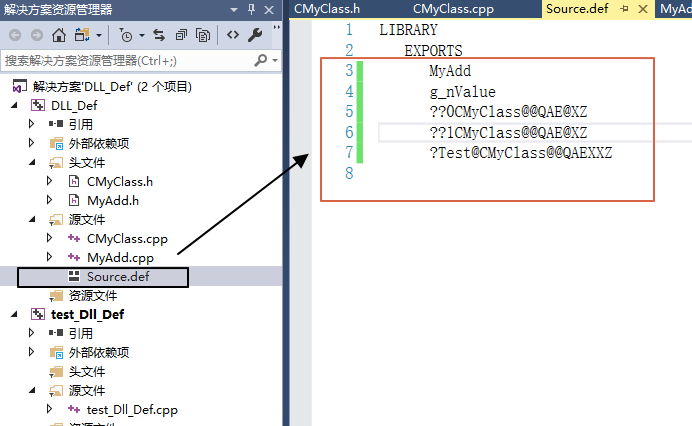 解决方案资源管理器
搜索解决方案资源管理器(Ctrl+;)
解决方案'DLL_Def' (2 个项目)
DLL_Def
引用
外部依赖项
头文件
CMyClass.h
MyAdd.h
源文件
CMyClass.cpp
MyAdd.cpp
Source.def
资源文件
test_Dll_Def
引用
外部依赖项
头文件
源文件
test_Dll_Def.cpp
CMyClass.h CMyClass.cpp Source.def MyAd
1 LIBRARY
2 EXPORTS
3 MyAdd
4 g_nValue
5 ??0CMyClass@@QAE@XZ
6 ??1CMyClass@@QAE@XZ
7 ?Test@CMyClass@@QAEXXZ
8